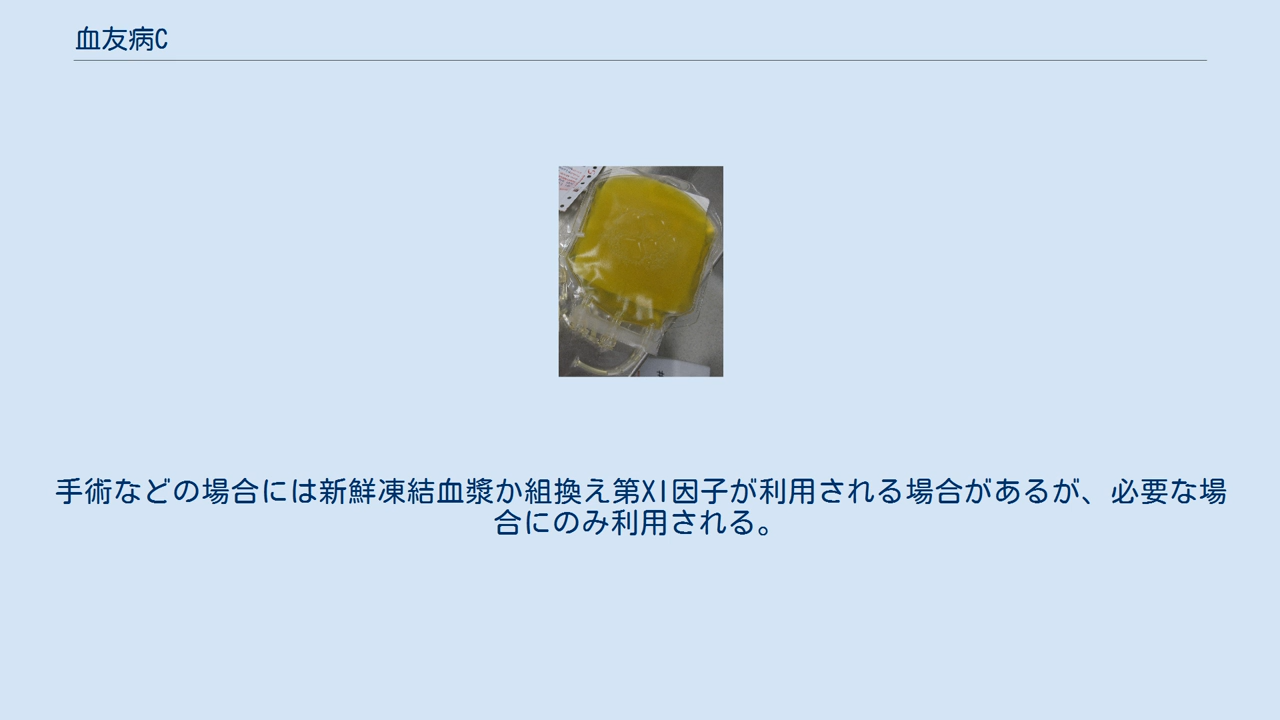 血友病C
手術などの場合には新鮮凍結血漿か組換え第XI因子が利用される場合があるが、必要な場
合にのみ利用される。